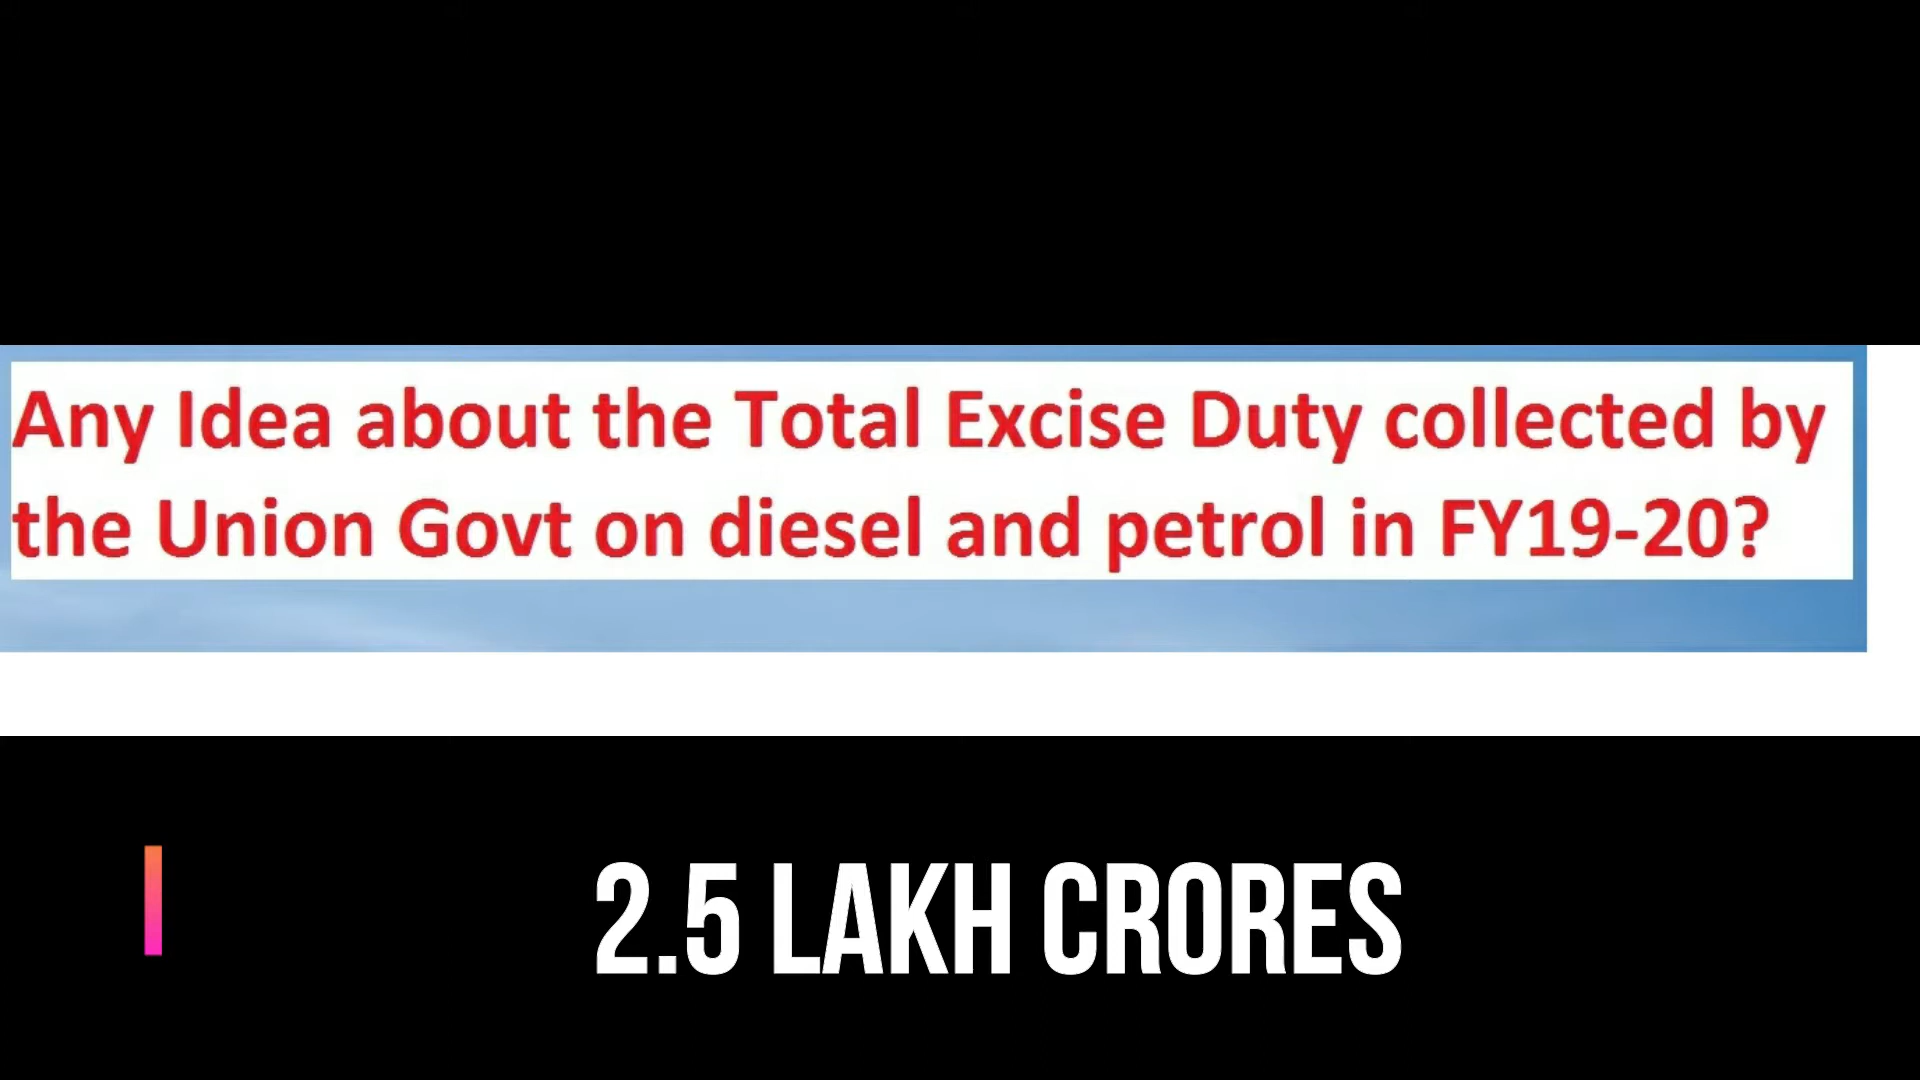 Any Idea about the Total Excise Duty collected by
the Union Govt on diesel and petrol in FY19-20?
2.5 LAKH CRORES